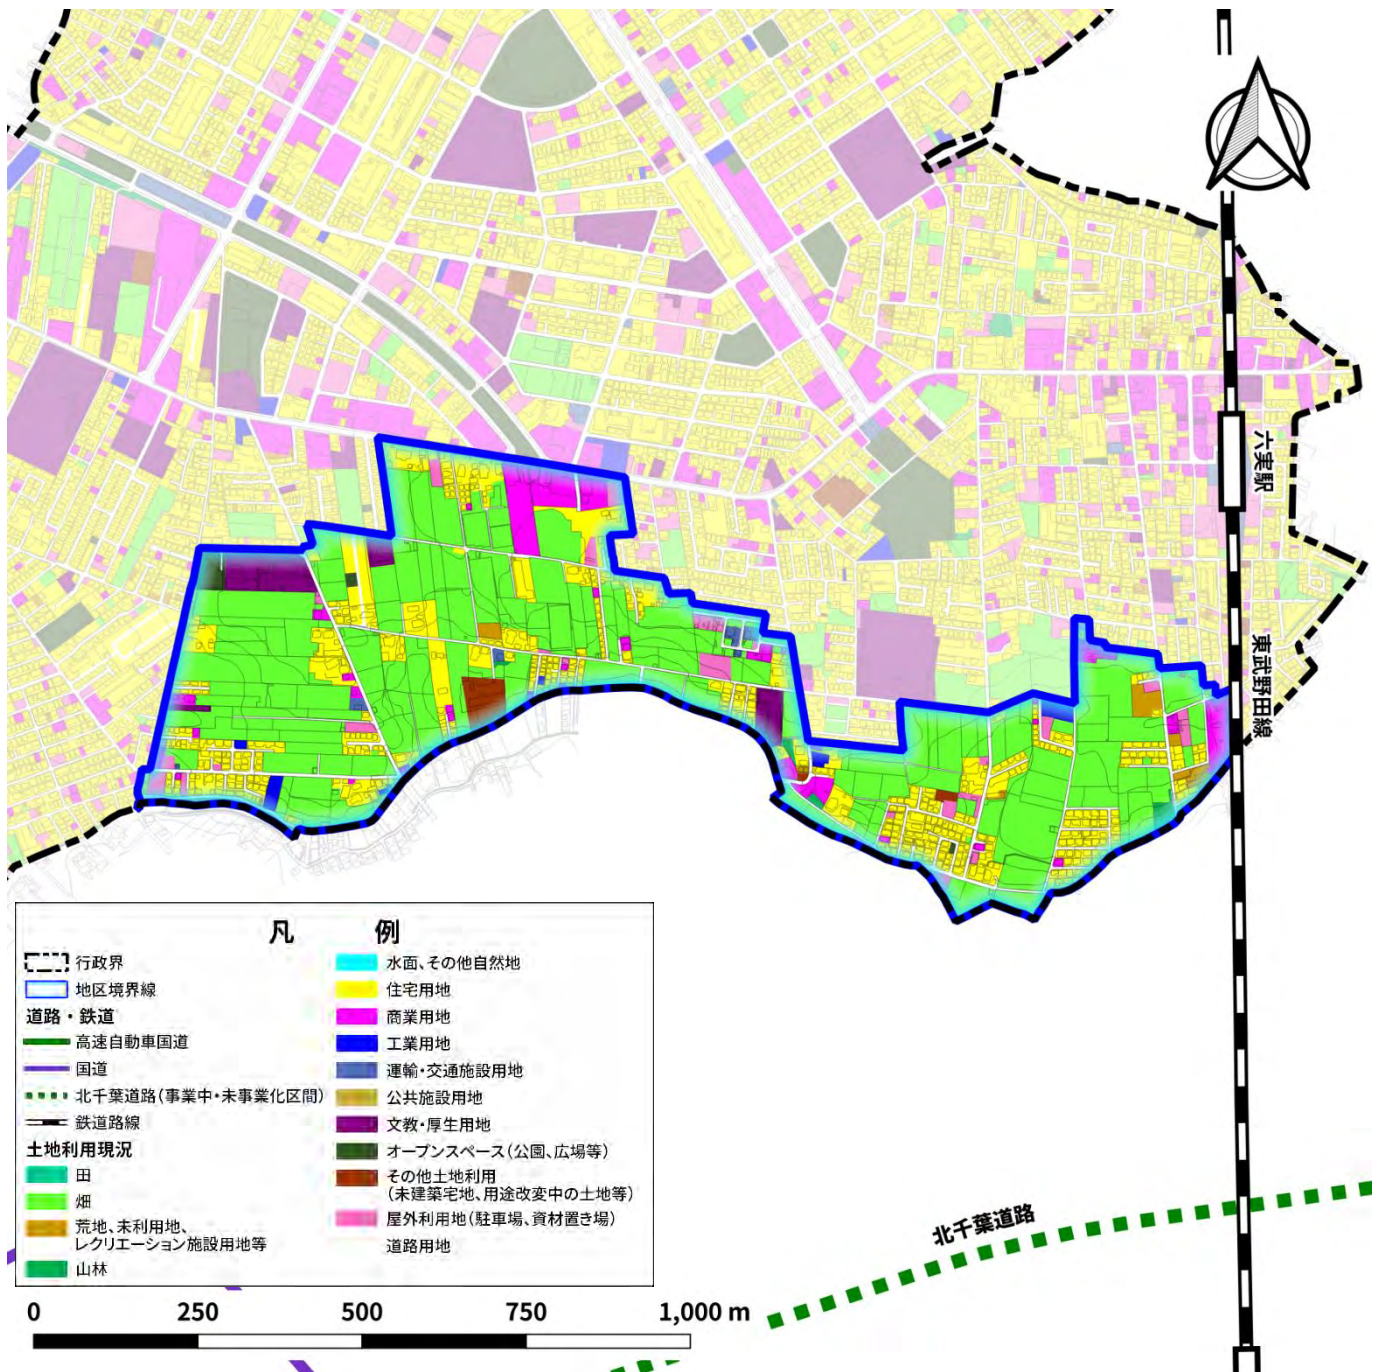 六実駅
東武野田線
凡 例
行政界
地区境界線
道路・鉄道
高速自動車国道
国道
北千葉道路(事業中・未事業化区間)
鉄道路線
土地利用現況
田
畑
荒地、未利用地、
レクリエーション施設用地等
山林
水面、その他自然地
住宅用地
商業用地
工業用地
運輸・交通施設用地
公共施設用地
文教・厚生用地
オープンスペース(公園、広場等)
その他土地利用
(未建築宅地、用途改変中の土地等)
屋外利用地(駐車場、資材置き場)
道路用地
北千葉道路
0 250 500 750 1,000 m